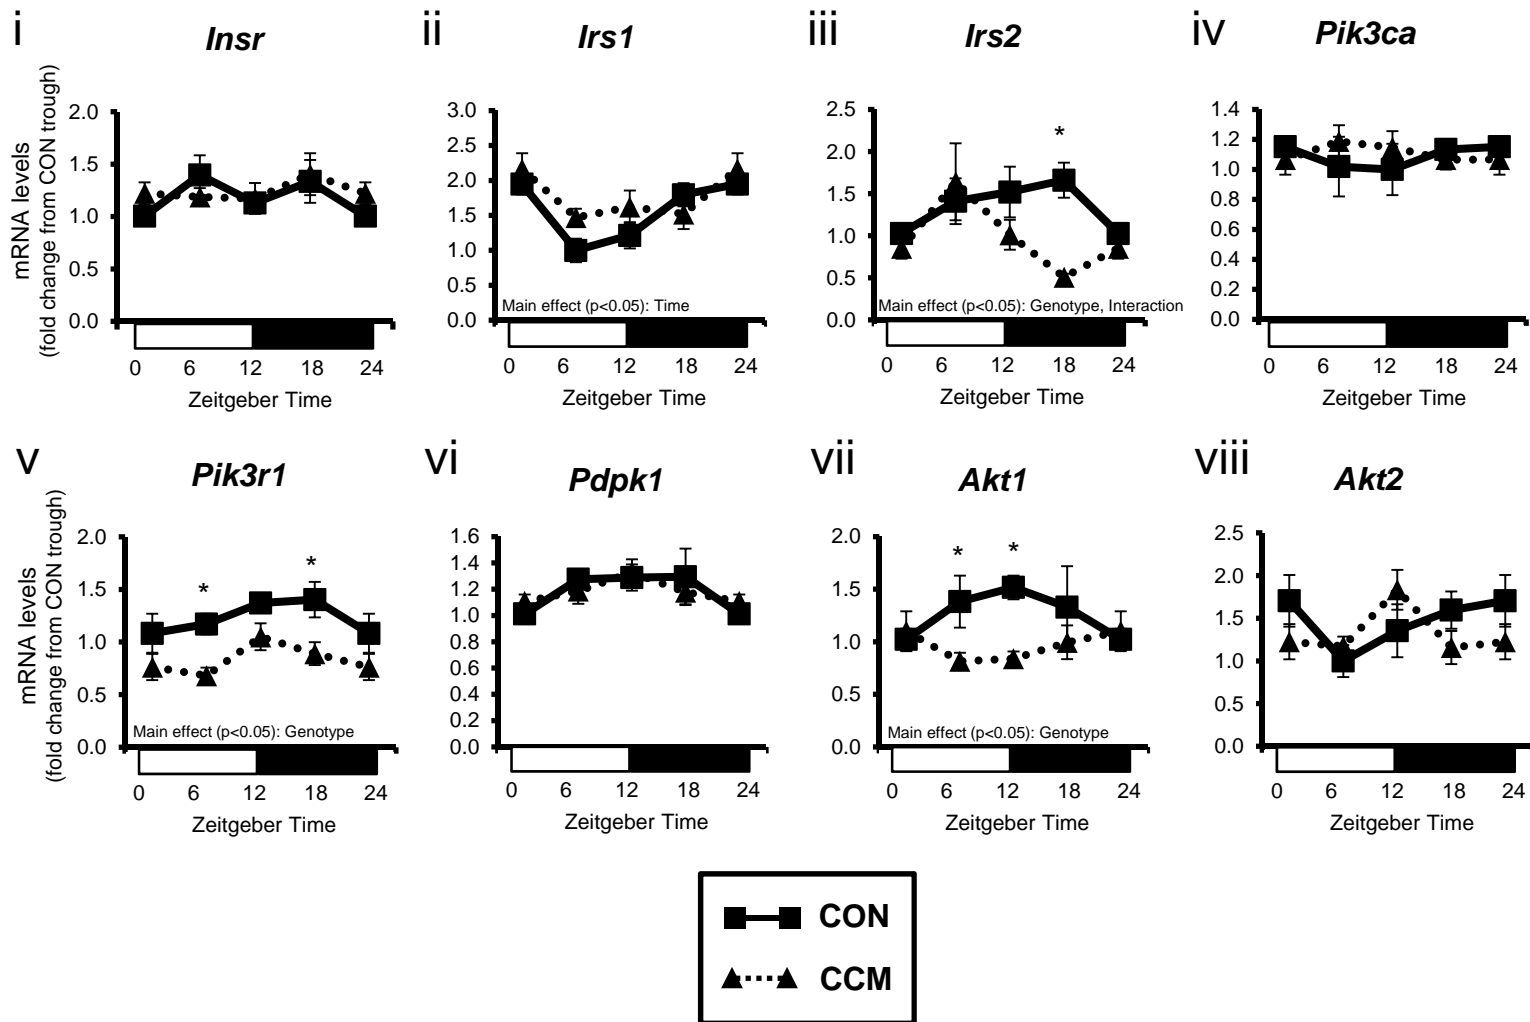 i
Insr
mRNA levels
(fold change from CON trough)
2.0
1.5
1.0
0.5
0.0
0 6 12 18 24
Zeitgeber Time
ii
Irs1
3.0
2.5
2.0
1.5
1.0
0.5
0.0
Main effect (p<0.05): Time
0 6 12 18 24
Zeitgeber Time
iii
Irs2
2.5
2.0
1.5
1.0
0.5
0.0
*
Main effect (p<0.05): Genotype, Interaction
0 6 12 18 24
Zeitgeber Time
iv
Pik3ca
1.4
1.2
1.0
0.8
0.6
0.4
0.2
0.0
0 6 12 18 24
Zeitgeber Time
v
Pik3r1
mRNA levels
(fold change from CON trough)
2.0
1.5
1.0
0.5
0.0
* *
Main effect (p<0.05): Genotype
0 6 12 18 24
Zeitgeber Time
vi
Pdpk1
1.6
1.4
1.2
1.0
0.8
0.6
0.4
0.2
0.0
0 6 12 18 24
Zeitgeber Time
vii
Akt1
2.0
1.5
1.0
0.5
0.0
* *
Main effect (p<0.05): Genotype
0 6 12 18 24
Zeitgeber Time
viii
Akt2
2.5
2.0
1.5
1.0
0.5
0.0
0 6 12 18 24
Zeitgeber Time
CON
CCM